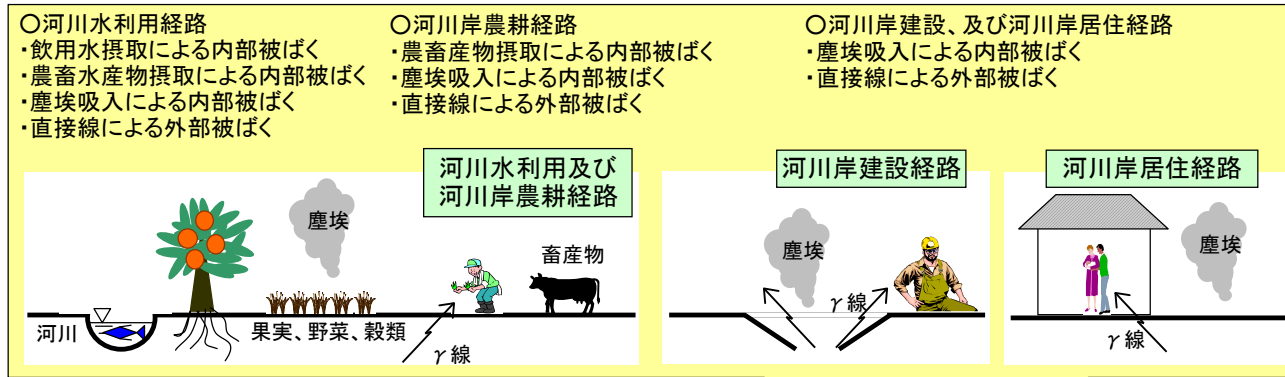 〇河川水利用経路
・飲用水摂取による内部被ばく
・農畜水産物摂取による内部被ばく
・塵埃吸入による内部被ばく
・直接線による外部被ばく
〇河川岸農耕経路
・農畜産物摂取による内部被ばく
・塵埃吸入による内部被ばく
・直接線による外部被ばく
〇河川岸建設、及び河川岸居住経路
・塵埃吸入による内部被ばく
・直接線による外部被ばく
河川水利用及び
河川岸農耕経路
塵埃
畜産物
河川
果実、野菜、穀類
γ線
河川岸建設経路
塵埃
γ線
河川岸居住経路
塵埃
γ線